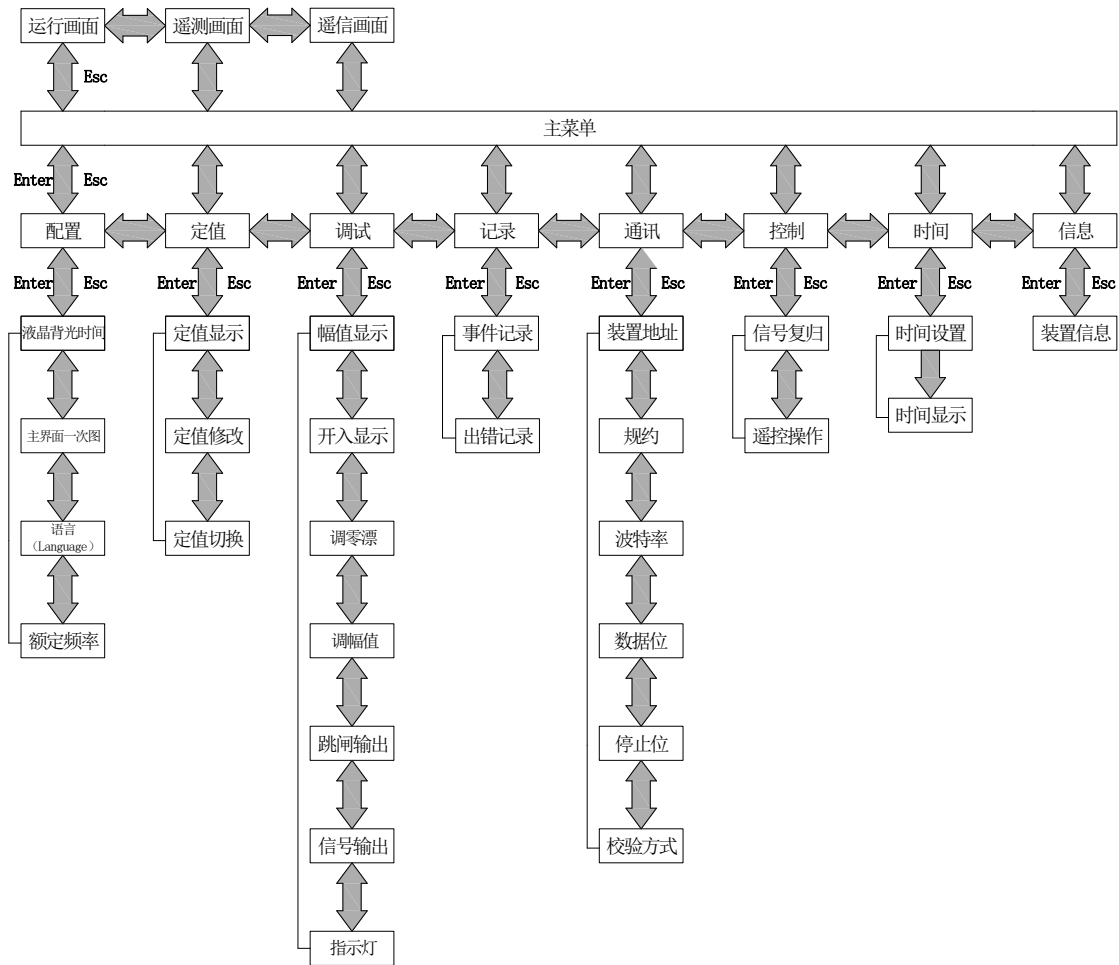 运行画面
遥测画面
遥信画面
Esc
主菜单
Enter
Esc
配置
定值
调试
记录
通讯
控制
时间
信息
Enter
Esc
Enter
Esc
Enter
Esc
Enter
Esc
Enter
Esc
Enter
Esc
Enter
Esc
Enter
Esc
液晶背光时间
定值显示
幅值显示
事件记录
装置地址
信号复归
时间设置
装置信息
时间显示
主界面一次图
定值修改
开入显示
出错记录
规约
遥控操作
语言
（Language）
定值切换
调零漂
波特率
额定频率
调幅值
数据位
跳闸输出
停止位
信号输出
校验方式
指示灯